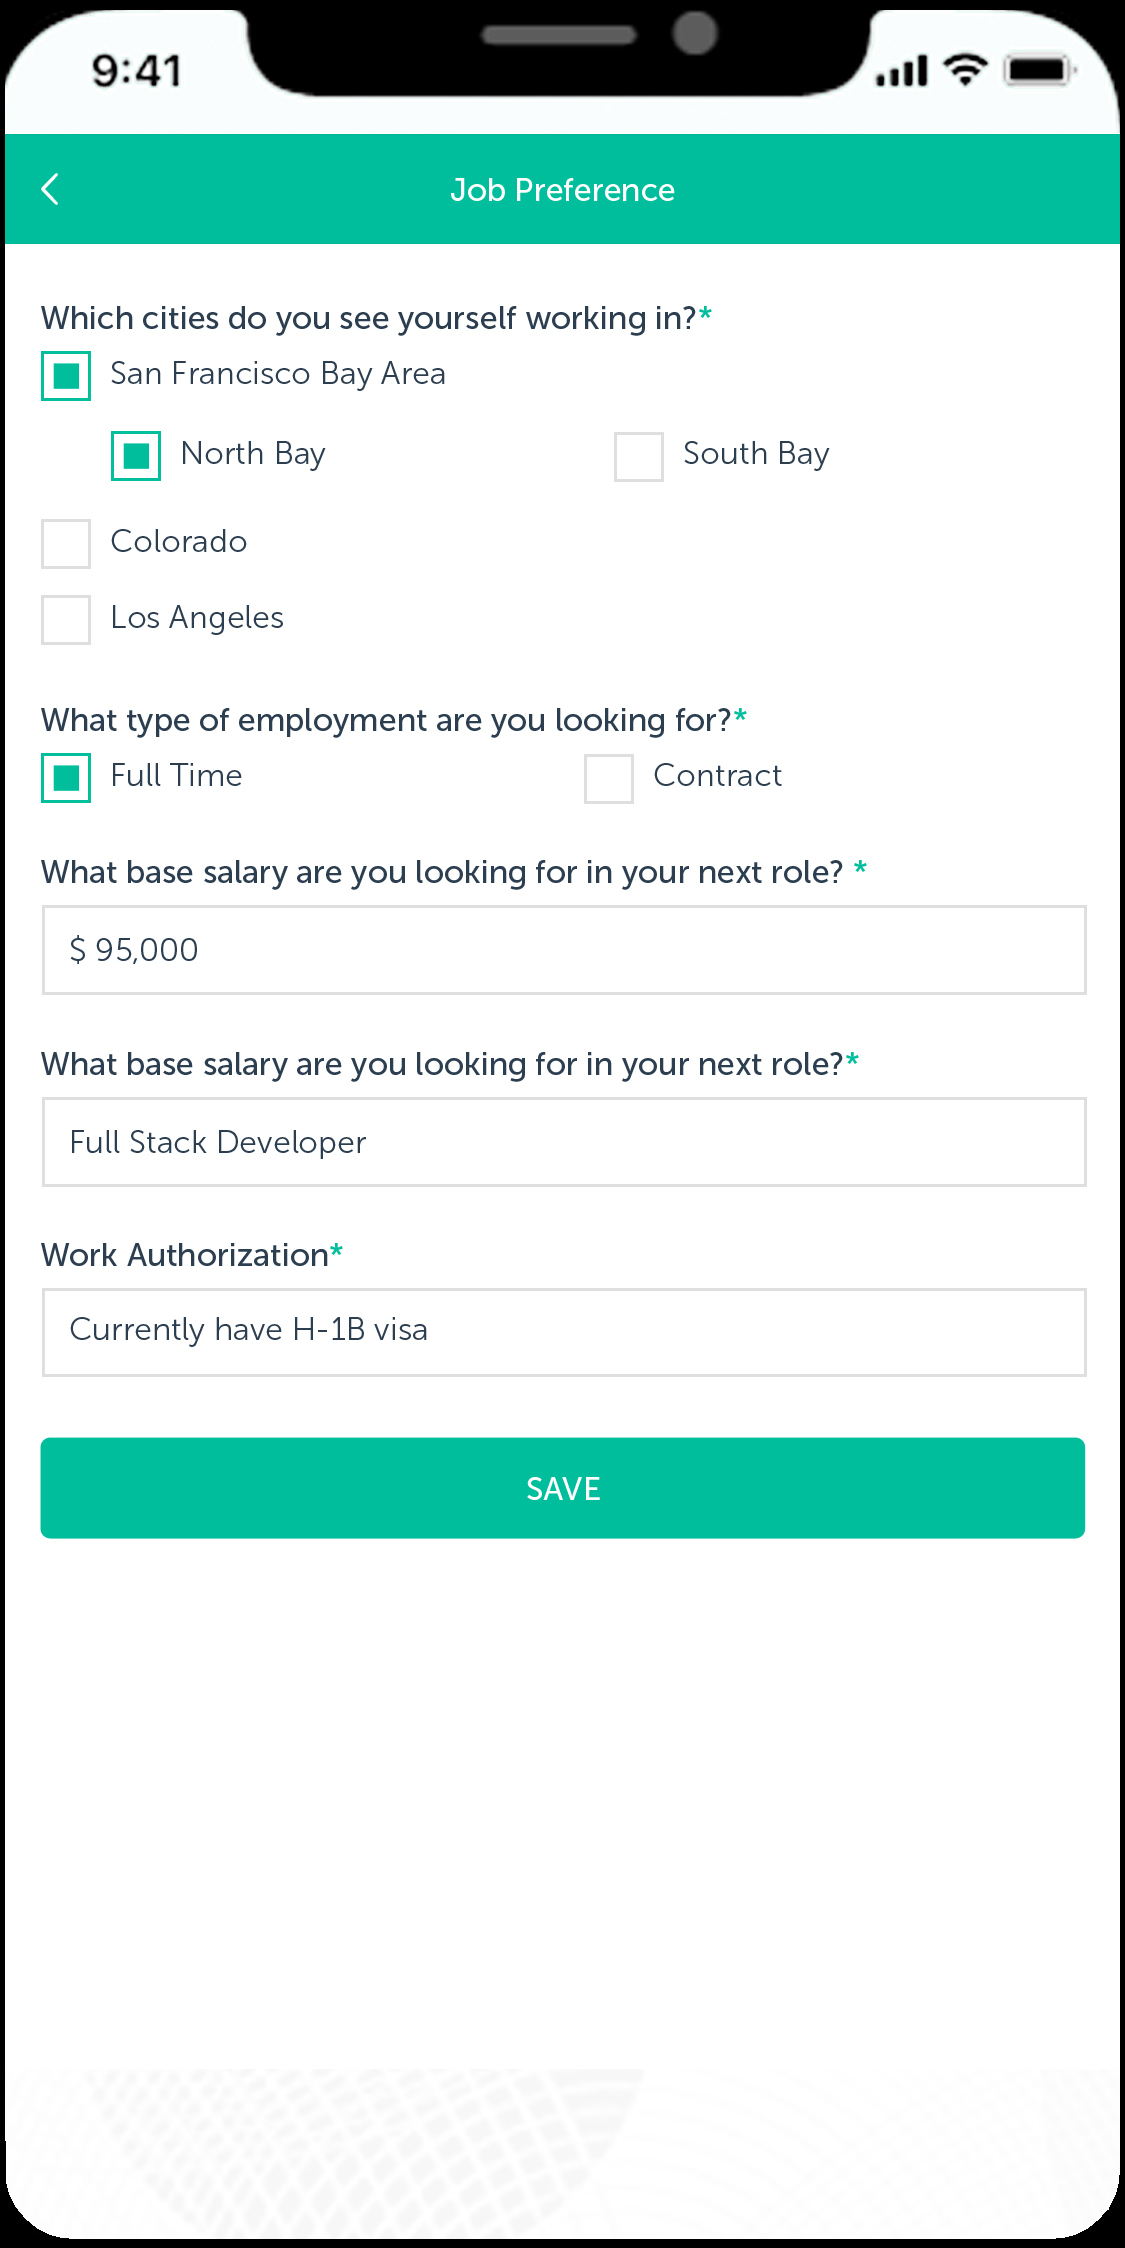 9:41
Job Preference
Which cities do you see yourself working in?*
San Francisco Bay Area
North Bay
South Bay
Colorado
Los Angeles
What type of employment are you looking for?*
Full Time
Contract
What base salary are you looking for in your next role? *
$ 95,000
What base salary are you looking for in your next role?*
Full Stack Developer
Work Authorization*
Currently have H-1B visa
SAVE